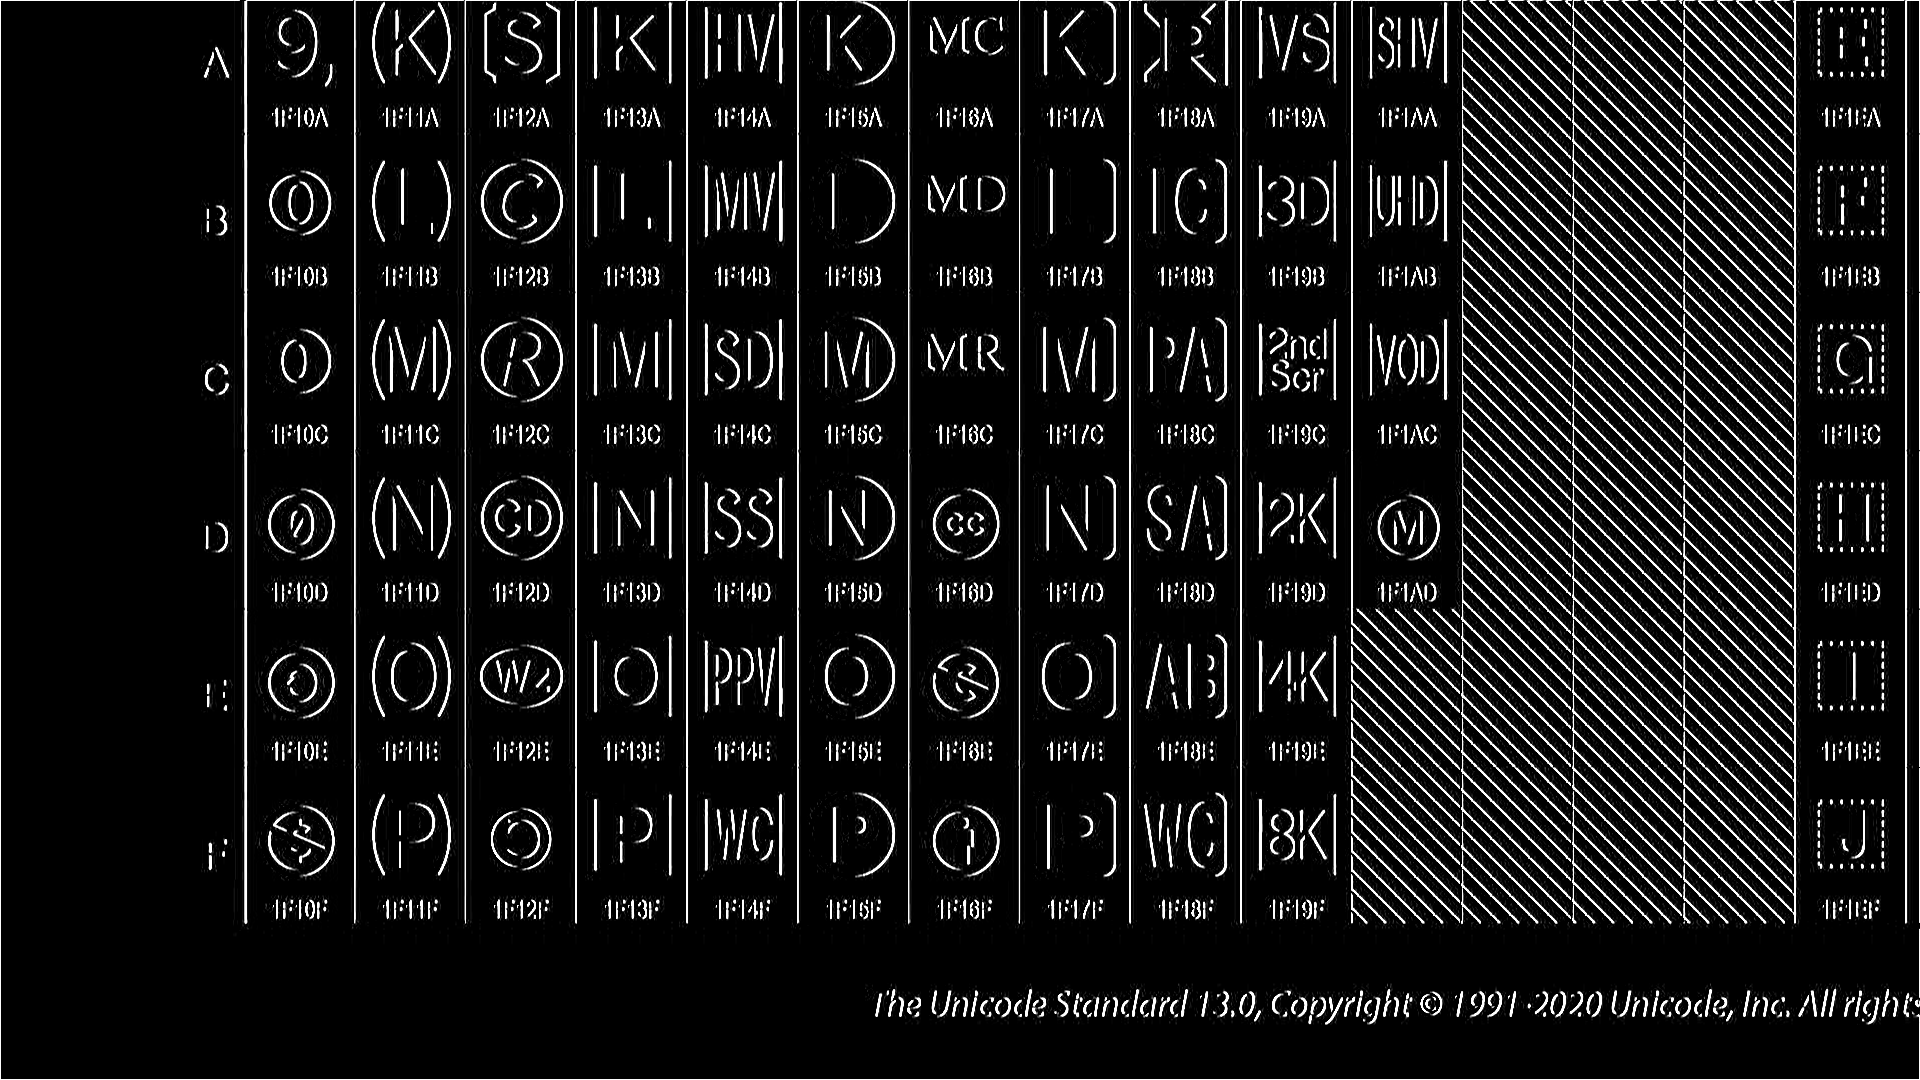 A 9, (K) [S] K HV K MC K R VS SHV E
1F10A 1F11A 1F12A 1F13A 1F14A 1F15A 1F16A 1F17A 1F18A 1F19A 1F1AA 1F1EA
B 0 (L) C L MV L MD L IC 3D UHD F
1F10B 1F11B 1F12B 1F13B 1F14B 1F15B 1F16B 1F17B 1F18B 1F19B 1F1AB 1F1EB
C 0 (M) R M SD M MR M PA 2nd Scr VOD G
1F10C 1F11C 1F12C 1F13C 1F14C 1F15C 1F16C 1F17C 1F18C 1F19C 1F1AC 1F1EC
D 0 (N) CD N SS N cc N SA 2K M H
1F10D 1F11D 1F12D 1F13D 1F14D 1F15D 1F16D 1F17D 1F18D 1F19D 1F1AD 1F1ED
E (O) Wz O PPV O O AB 4K I
1F10E 1F11E 1F12E 1F13E 1F14E 1F15E 1F16E 1F17E 1F18E 1F19E 1F1EE
F $ (P) P WC P P WC 8K J
1F10F 1F11F 1F12F 1F13F 1F14F 1F15F 1F16F 1F17F 1F18F 1F19F 1F1EF
The Unicode Standard 13.0, Copyright © 1991-2020 Unicode, Inc. All rights